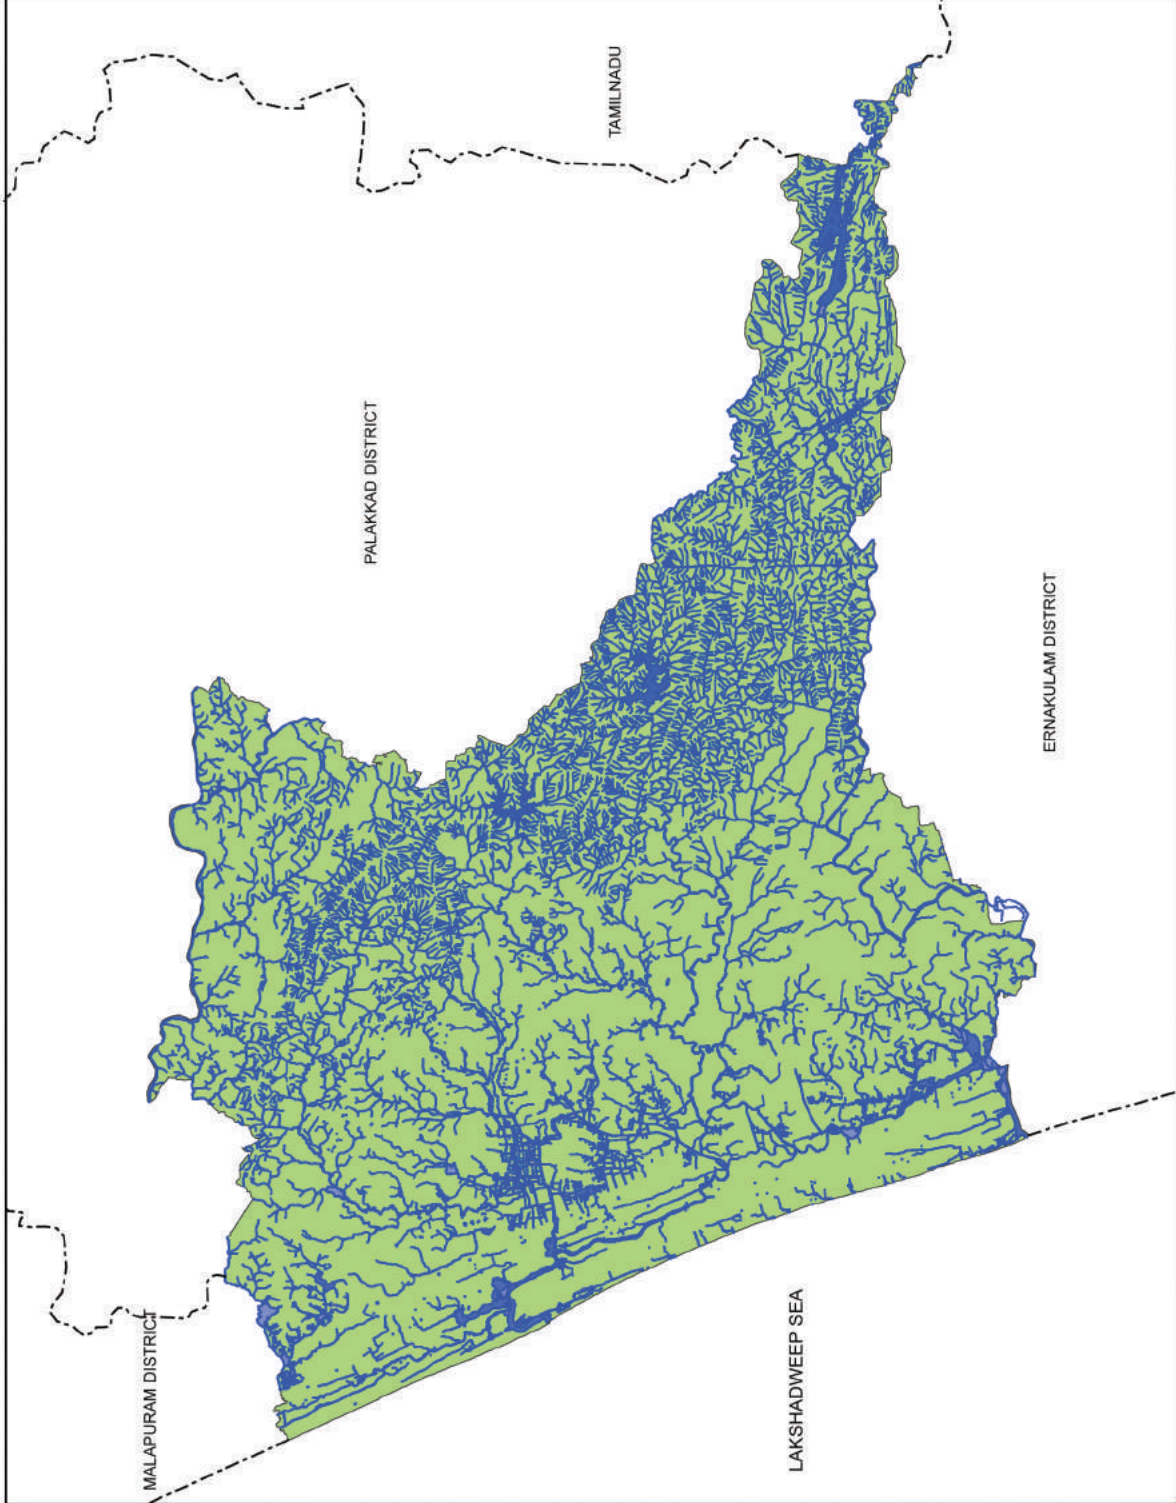 MALAPURAM DISTRICT
PALAKKAD DISTRICT
TAMILNADU
LAKSHADWEEP SEA
ERNAKULAM DISTRICT